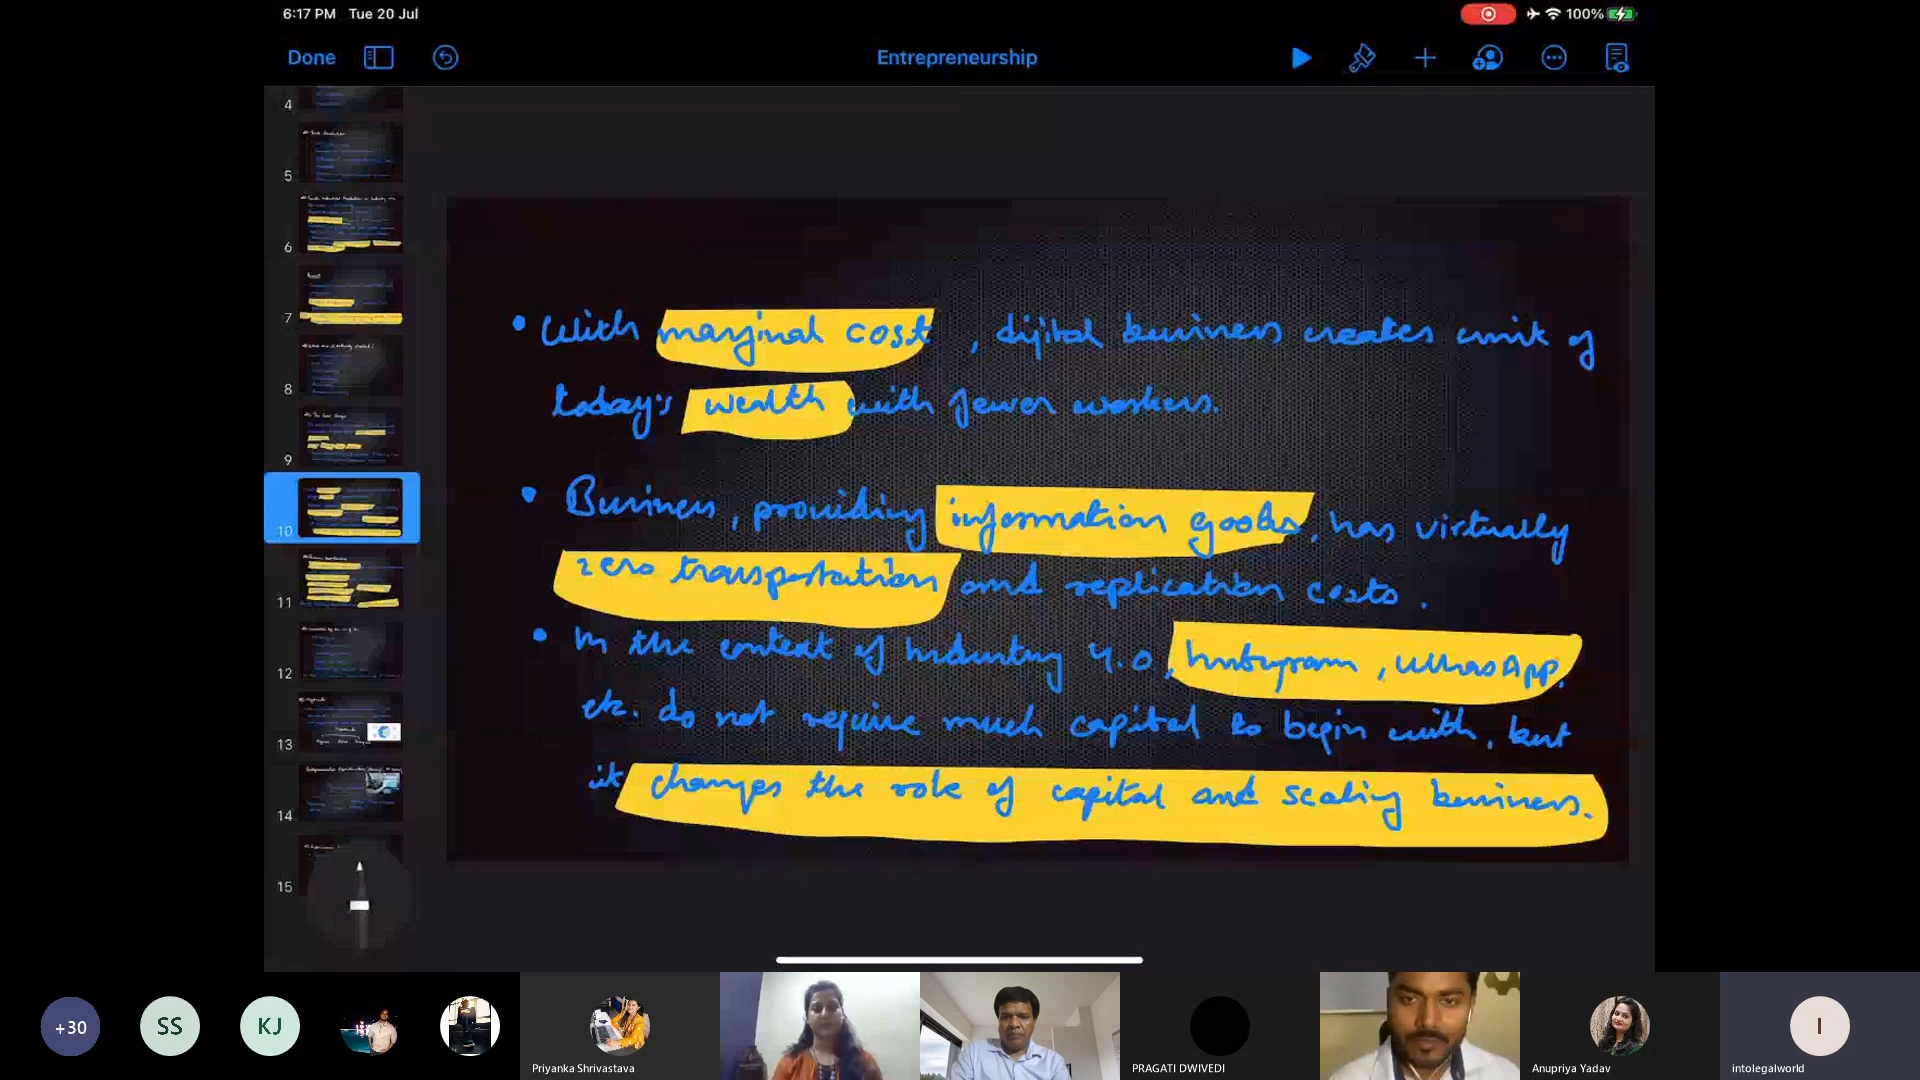 6:17 PM Tue 20 Jul
100%
Done
Entrepreneurship
4
5
6
7
8
9
10
11
12
13
14
15
• With marginal cost, digital business creates unit of
today's wealth with fewer workers.
• Business, providing information goods, has virtually
zero transportation and replication costs.
• In the context of Industry 4.0, Instagram, WhatsApp,
etc. do not require much capital to begin with, but
it changes the role of capital and scaling business.
+30
SS
KJ
Priyanka Shrivastava
PRAGATI DWIVEDI
Anupriya Yadav
I
intolegalworld